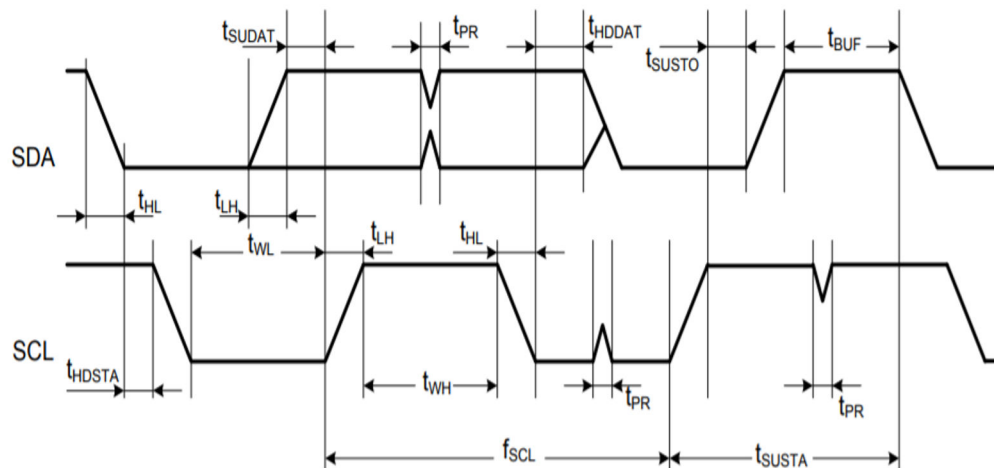 tSUDAT tPR tHDDAT tSUSTO tBUF
SDA
tHL tLH tWL tLH tHL
SCL
tHDSTA tWH tPR tPR
fSCL tSUSTA